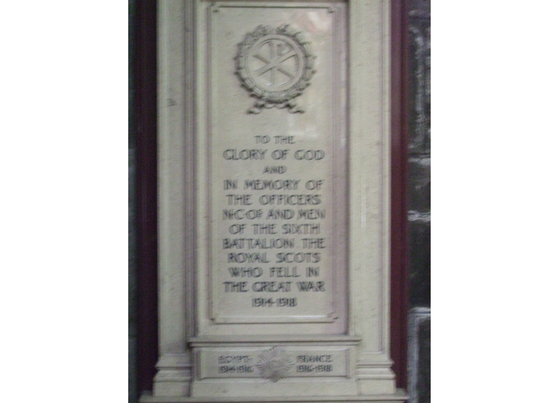 TO THE
GLORY OF GOD
AND
IN MEMORY OF
THE OFFICERS
N·C·OF AND MEN
OF THE SIXTH
BATTALION THE
ROYAL SCOTS
WHO FELL IN
THE GREAT WAR
1914-1918
EGYPT· FRANCE
1914-1916 1916-1918